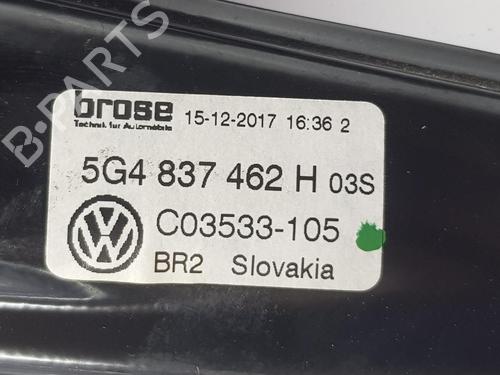 B-PARTS
brose
Technik für Automobile
15-12-2017 16:36 2
5G4 837 462 H 03S
C03533-105
BR2 Slovakia